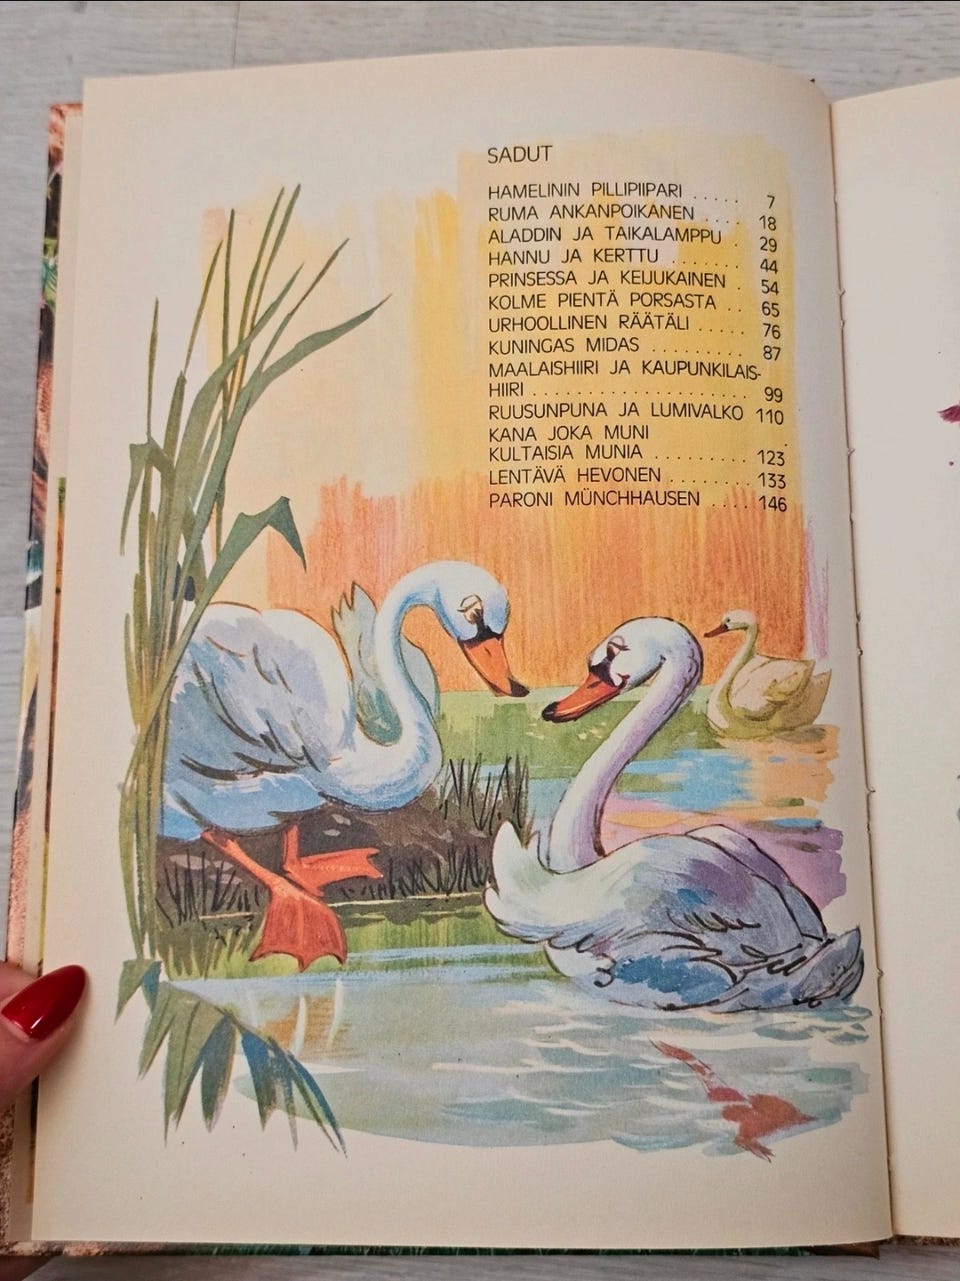 SADUT
HAMELININ PILLIPIIPARI ..... 7
RUMA ANKANPOIKANEN .... 18
ALADDIN JA TAIKALAMPPU . 29
HANNU JA KERTTU ....... 44
PRINSESSA JA KEIJUKAINEN . 54
KOLME PIENTÄ PORSASTA .. 65
URHOOLLINEN RÄÄTÄLI ..... 76
KUNINGAS MIDAS ......... 87
MAALAISHIIRI JA KAUPUNKILAIS-
HIIRI .................... 99
RUUSUNPUNA JA LUMIVALKO 110
KANA JOKA MUNI
KULTAISIA MUNIA ......... 123
LENTÄVÄ HEVONEN ........ 133
PARONI MÜNCHHAUSEN .... 146